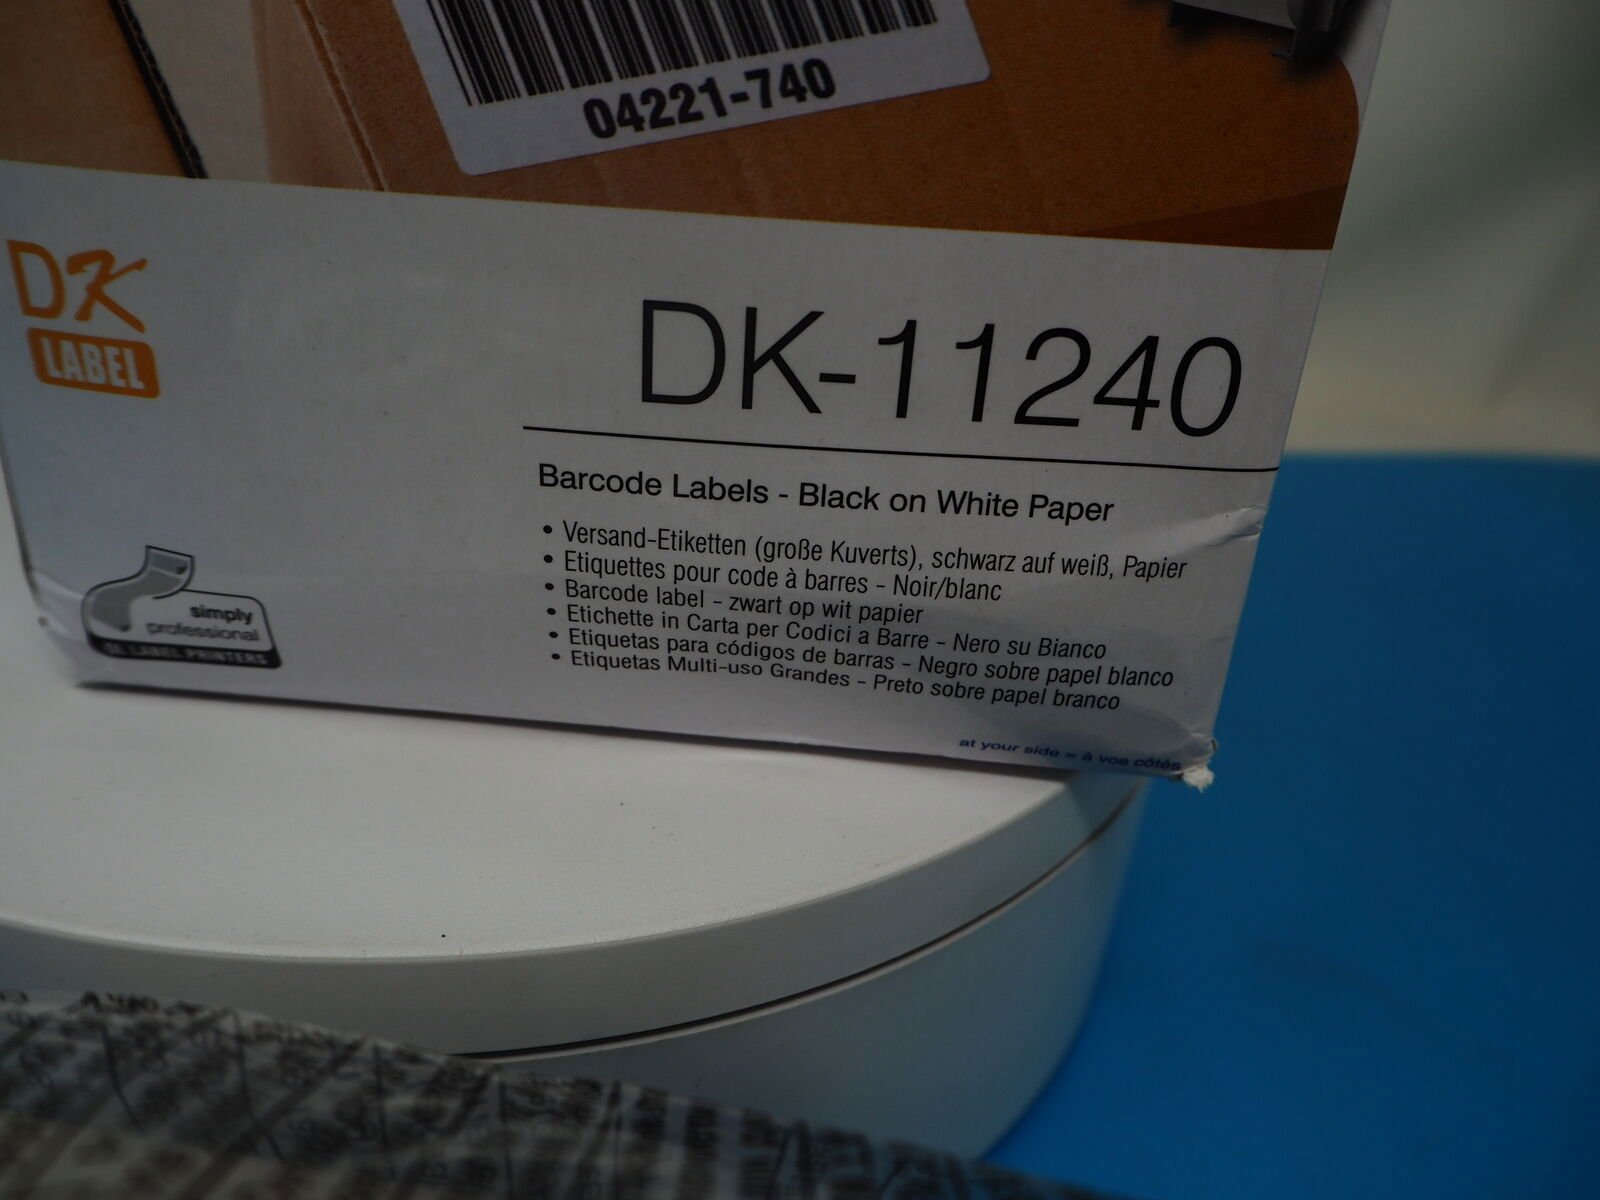 04221-740
DK
LABEL
DK-11240
Barcode Labels - Black on White Paper
• Versand-Etiketten (große Kuverts), schwarz auf weiß, Papier
• Etiquettes pour code à barres - Noir/blanc
• Barcode label - zwart op wit papier
• Etichette in Carta per Codici a Barre - Nero su Bianco
• Etiquetas para códigos de barras - Negro sobre papel blanco
• Etiquetas Multi-uso Grandes - Preto sobre papel branco
simply
professional
LABEL PRINTERS
at your side = à vos côtés